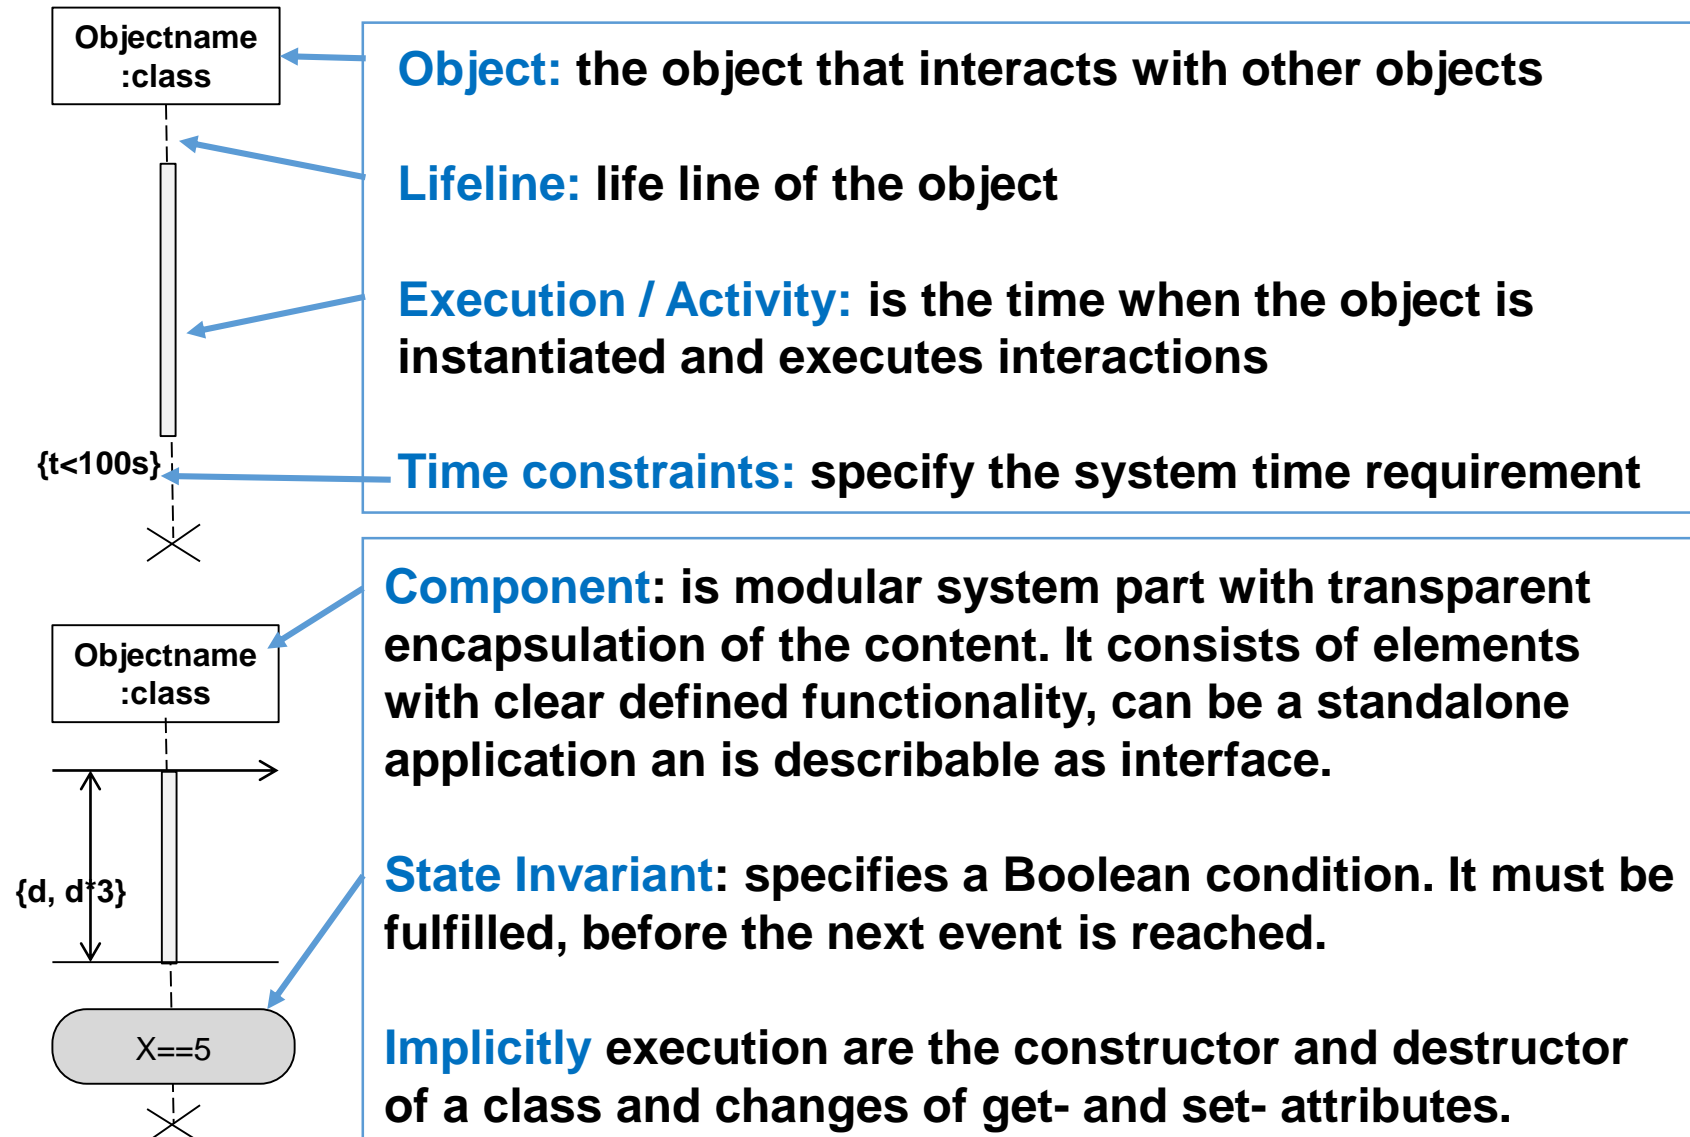 Objectname
:class
Object: the object that interacts with other objects
Lifeline: life line of the object
Execution / Activity: is the time when the object is
instantiated and executes interactions
{t<100s}
Time constraints: specify the system time requirement
Component: is modular system part with transparent
encapsulation of the content. It consists of elements
with clear defined functionality, can be a standalone
application an is describable as interface.
Objectname
:class
{d, d*3}
State Invariant: specifies a Boolean condition. It must be
fulfilled, before the next event is reached.
X==5
Implicitly execution are the constructor and destructor
of a class and changes of get- and set- attributes.